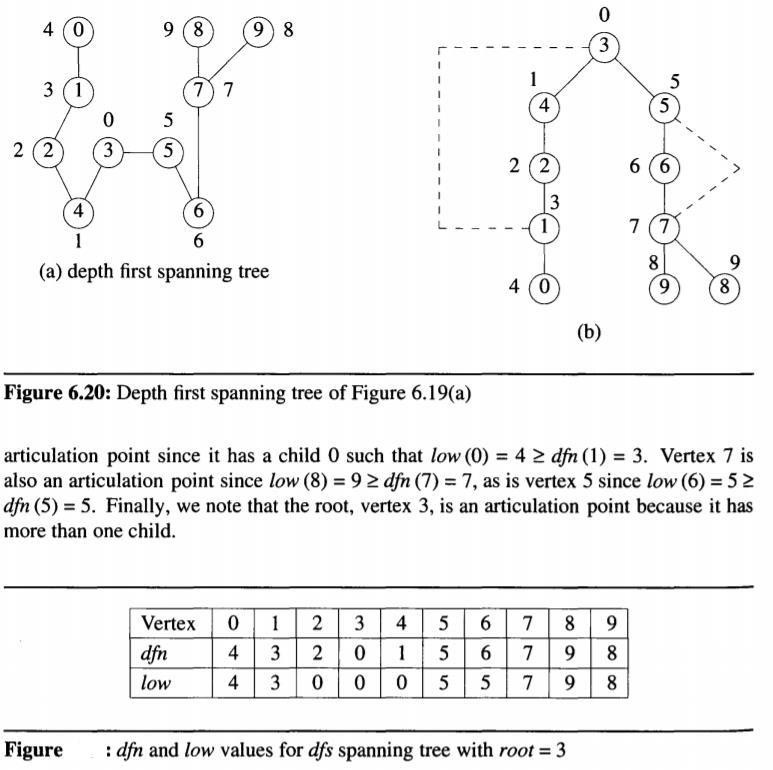 4 0
9 8
9 8
3 1
7 7
0 5
2 2 3 5
4 6
1 6
(a) depth first spanning tree
0
3
1 5
4 5
2 2 6 6
3
1 7 7
8 9
4 0 9 8
(b)
Figure 6.20: Depth first spanning tree of Figure 6.19(a)
articulation point since it has a child 0 such that low (0) = 4 ≥ dfn (1) = 3. Vertex 7 is
also an articulation point since low (8) = 9 ≥ dfn (7) = 7, as is vertex 5 since low (6) = 5 ≥
dfn (5) = 5. Finally, we note that the root, vertex 3, is an articulation point because it has
more than one child.
Vertex 0 1 2 3 4 5 6 7 8 9
dfn 4 3 2 0 1 5 6 7 9 8
low 4 3 0 0 0 5 5 7 9 8
Figure : dfn and low values for dfs spanning tree with root = 3